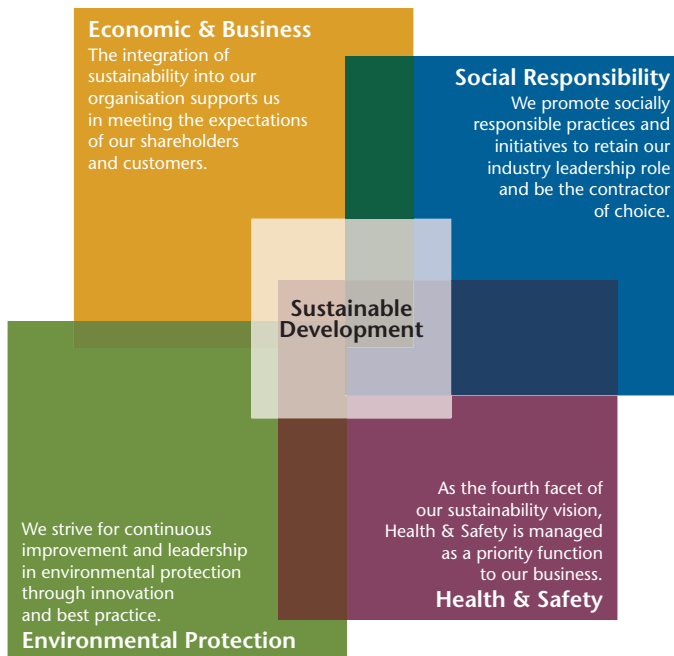 Economic & Business
The integration of
sustainability into our
organisation supports us
in meeting the expectations
of our shareholders
and customers.
Social Responsibility
We promote socially
responsible practices and
initiatives to retain our
industry leadership role
and be the contractor
of choice.
Sustainable
Development
We strive for continuous
improvement and leadership
in environmental protection
through innovation
and best practice.
Environmental Protection
As the fourth facet of
our sustainability vision,
Health & Safety is managed
as a priority function
to our business.
Health & Safety